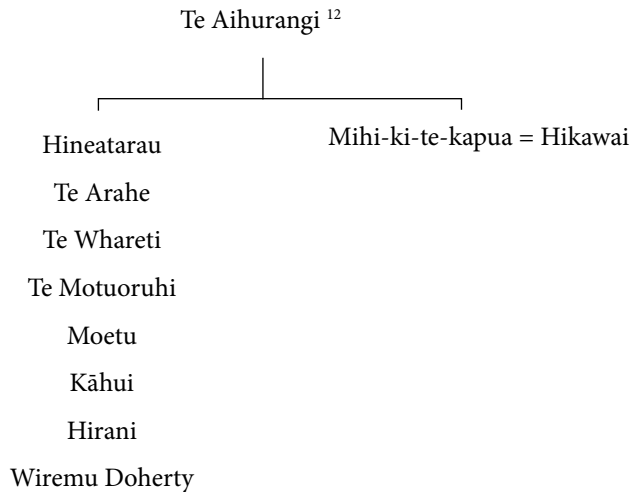 Te Aihurangi 12
Mihi-ki-te-kapua = Hikawai
Hineatarau
Te Arahe
Te Whareti
Te Motuoruhi
Moetu
Kāhui
Hirani
Wiremu Doherty